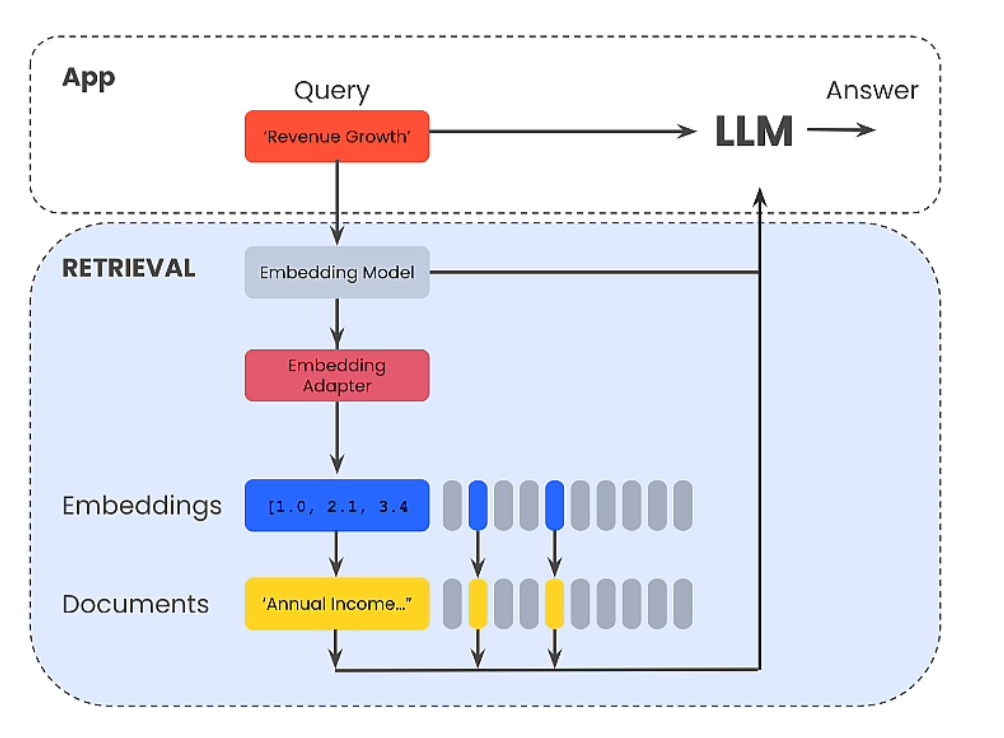 App
Query
Answer
'Revenue Growth'
LLM
RETRIEVAL
Embedding Model
Embedding
Adapter
Embeddings
[1.0, 2.1, 3.4
Documents
'Annual Income..."